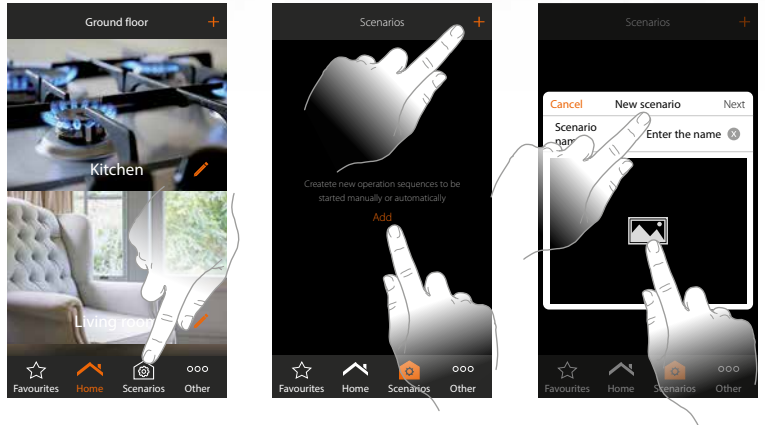 Ground floor
+
Kitchen
Living room
Favourites
Home
Scenarios
Other
Scenarios
+
Createte new operation sequences to be
started manually or automatically
Add
Favourites
Home
Scenarios
Other
Scenarios
+
Cancel
New scenario
Next
Scenario
Enter the name
X
Favourites
Home
Scenarios
Other